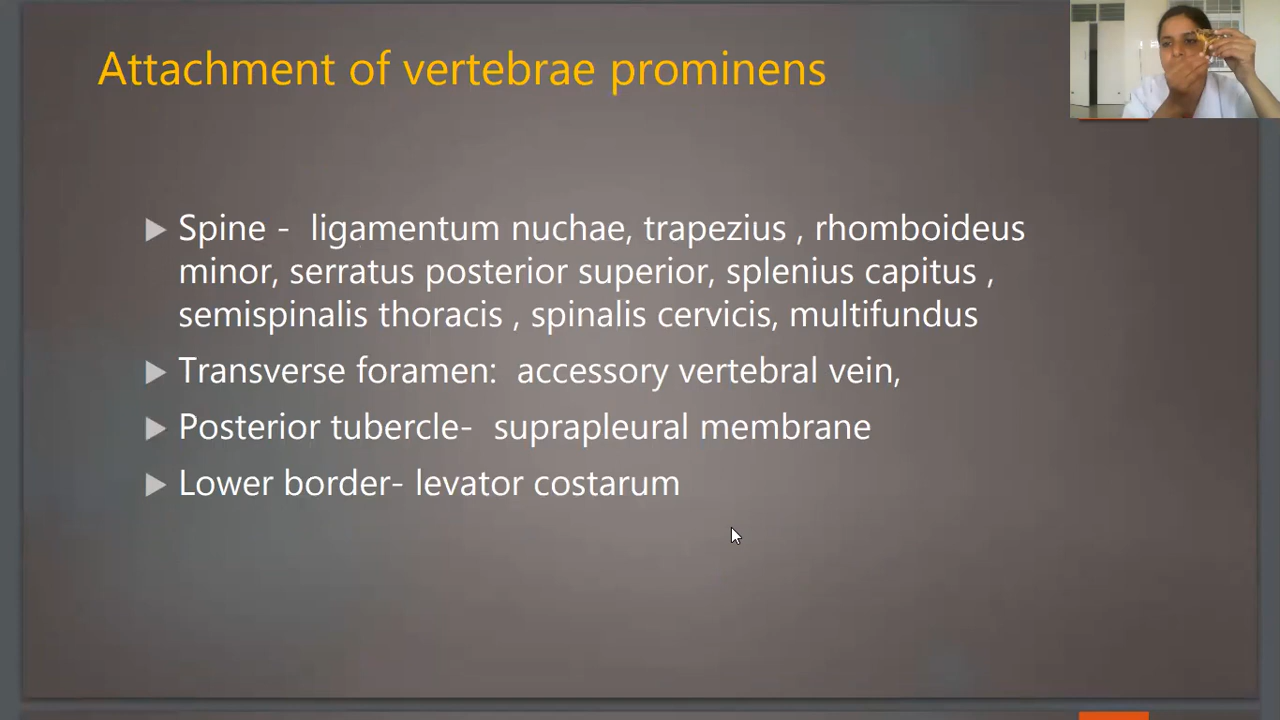 Attachment of vertebrae prominens
Spine - ligamentum nuchae, trapezius , rhomboideus
minor, serratus posterior superior, splenius capitus ,
semispinalis thoracis , spinalis cervicis, multifundus
Transverse foramen: accessory vertebral vein,
Posterior tubercle- suprapleural membrane
Lower border- levator costarum